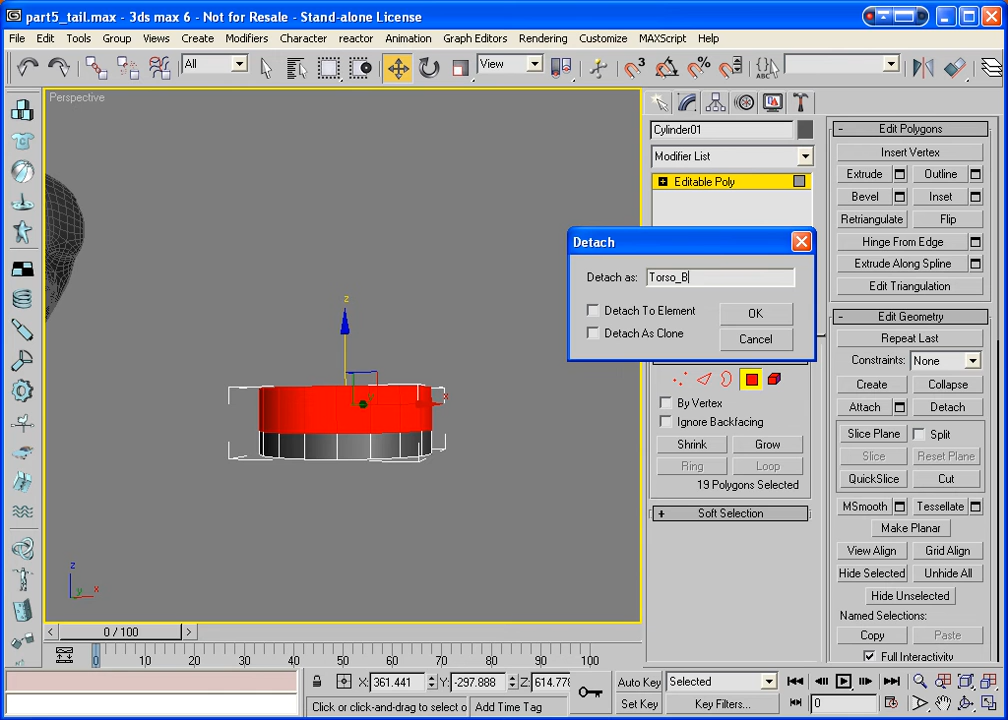 part5_tail.max - 3ds max 6 - Not for Resale - Stand-alone License
File Edit Tools Group Views Create Modifiers Character reactor Animation Graph Editors Rendering Customize MAXScript Help
All View
Perspective
Cylinder01
Modifier List
Editable Poly
Detach
Detach as: Torso_B
Detach To Element OK
Detach As Clone Cancel
By Vertex
Ignore Backfacing
Shrink Grow
Ring Loop
19 Polygons Selected
+ Soft Selection
- Edit Polygons
Insert Vertex
Extrude Outline
Bevel Inset
Retriangulate Flip
Hinge From Edge
Extrude Along Spline
Edit Triangulation
- Edit Geometry
Repeat Last
Constraints: None
Create Collapse
Attach Detach
Slice Plane Split
Slice Reset Plane
QuickSlice Cut
MSmooth Tessellate
Make Planar
View Align Grid Align
Hide Selected Unhide All
Hide Unselected
Named Selections:
Copy Paste
Full Interactivity
z
z
x
y
< 0 / 100 >
0 10 20 30 40 50 60 70 80 90 100
X: 361.441 Y: -297.888 Z: 614.778
Auto Key Selected
Click or click-and-drag to select o Add Time Tag
Set Key Key Filters... 0